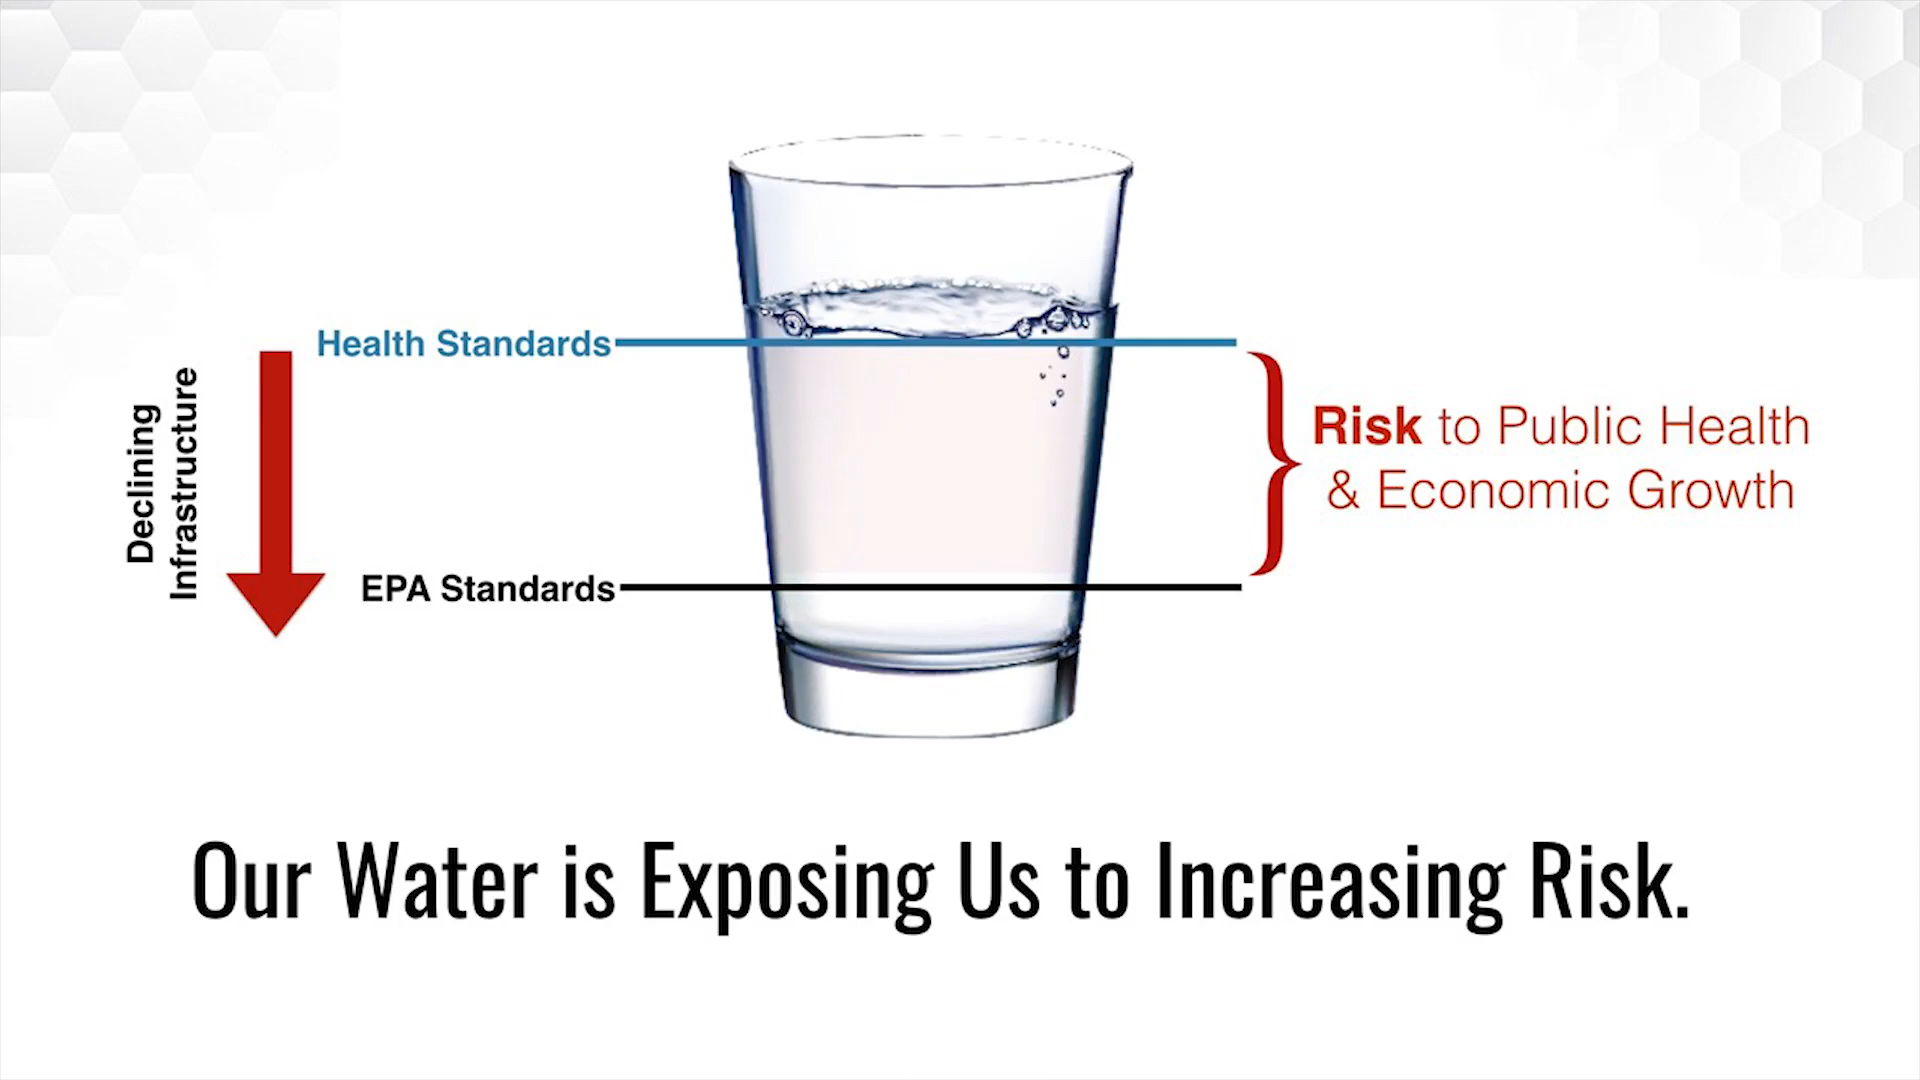 Health Standards
Declining
Infrastructure
Risk to Public Health
& Economic Growth
EPA Standards
Our Water is Exposing Us to Increasing Risk.